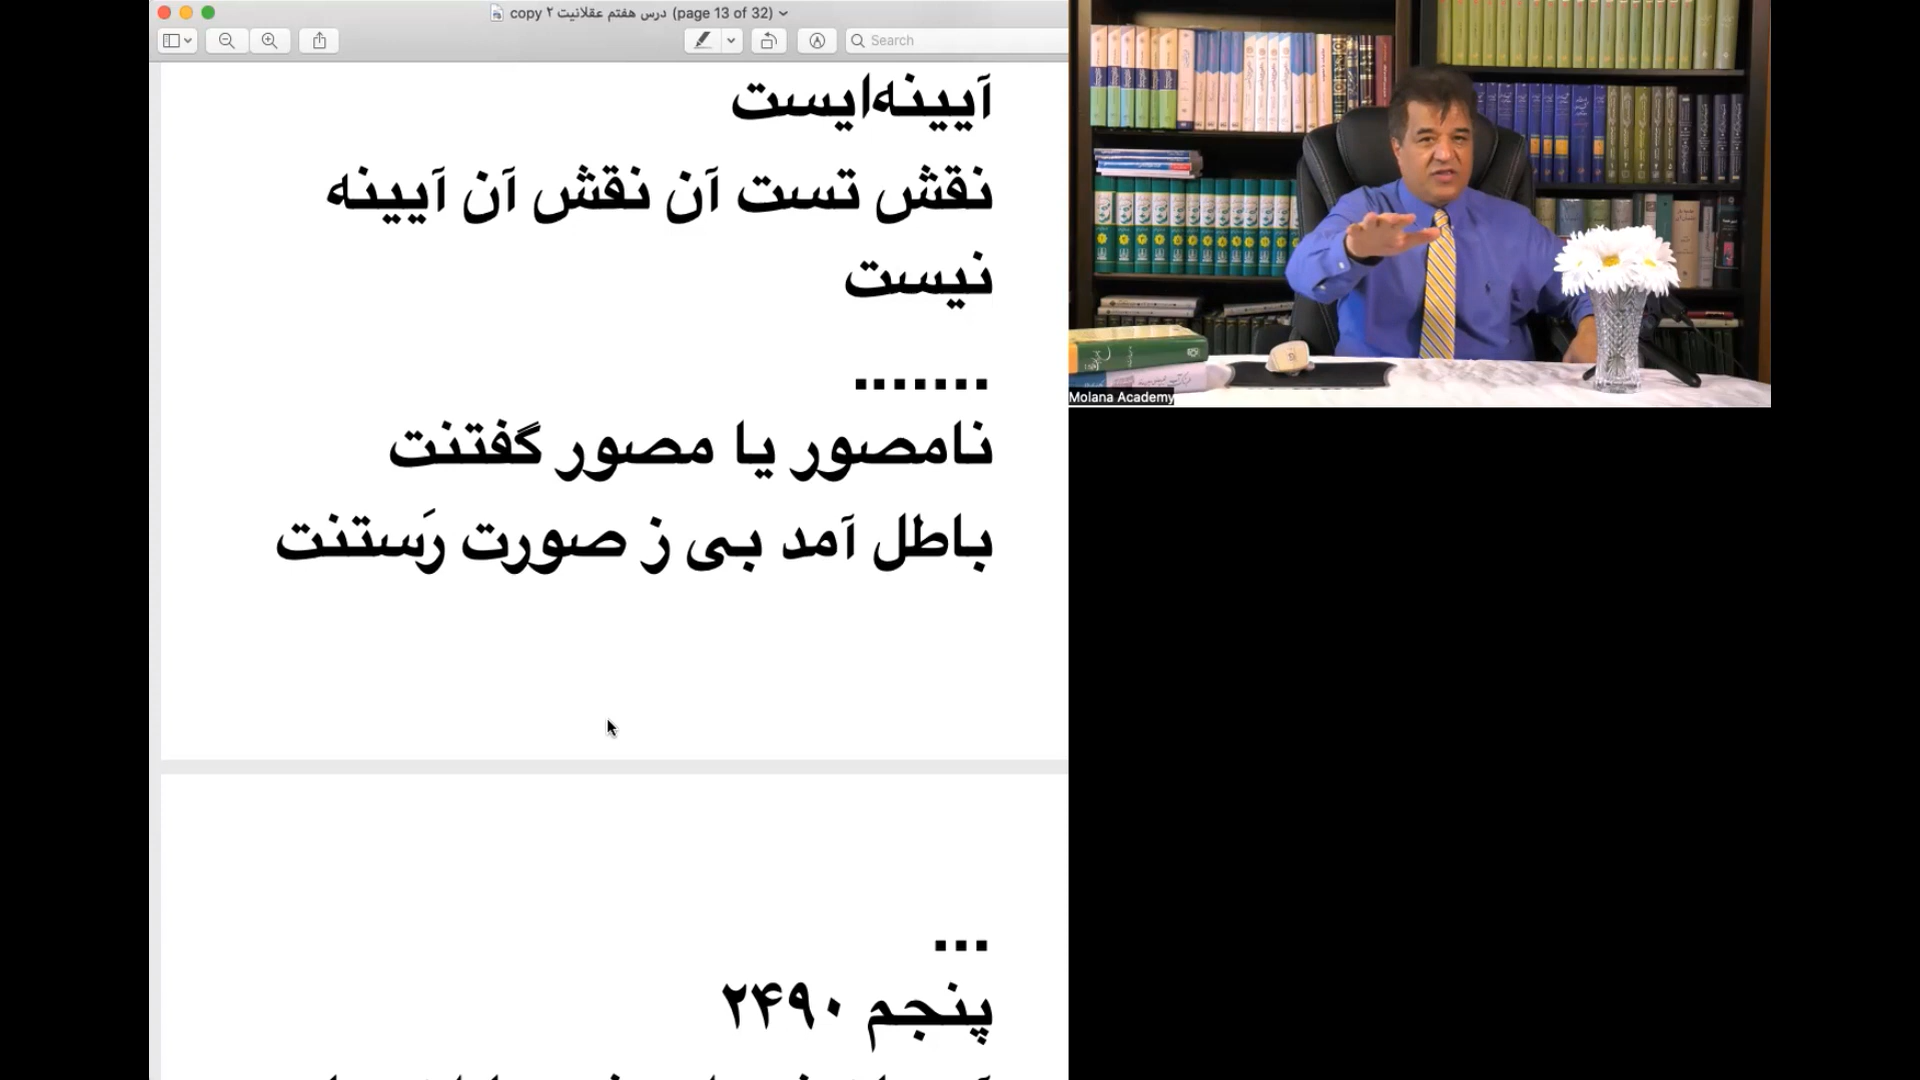 copy ۲ درس هفتم عقلانیت (page 13 of 32)
Search
آیینه‌ایست
نقش تست آن نقش آن آیینه
نیست
.......
نامصور یا مصور گفتنت
باطل آمد بی ز صورت رَستنت
...
پنجم ۲۴۹۰
Molana Academy